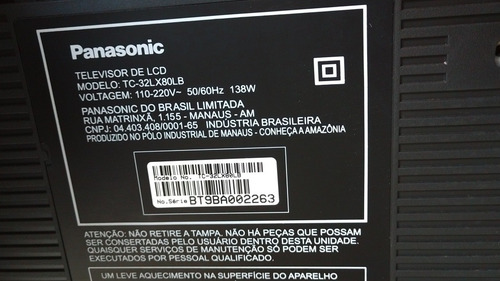 Panasonic
TELEVISOR DE LCD
MODELO: TC-32LX80LB
VOLTAGEM: 110-220V~ 50/60Hz 138W
PANASONIC DO BRASIL LIMITADA
RUA MATRINXÃ, 1.155 - MANAUS - AM
CNPJ: 04.403.408/0001-65 INDÚSTRIA BRASILEIRA
PRODUZIDO NO PÓLO INDUSTRIAL DE MANAUS - CONHEÇA A AMAZÔNIA
Modelo No. TC-32LX80LB
No.Série BT9BA002263
ATENÇÃO: NÃO RETIRE A TAMPA. NÃO HÁ PEÇAS QUE POSSAM
SER CONSERTADAS PELO USUÁRIO DENTRO DESTA UNIDADE.
QUAISQUER SERVIÇOS DE MANUTENÇÃO SÓ PODEM SER
EXECUTADOS POR PESSOAL QUALIFICADO.
UM LEVE AQUECIMENTO NA SUPERFÍCIE DO APARELHO